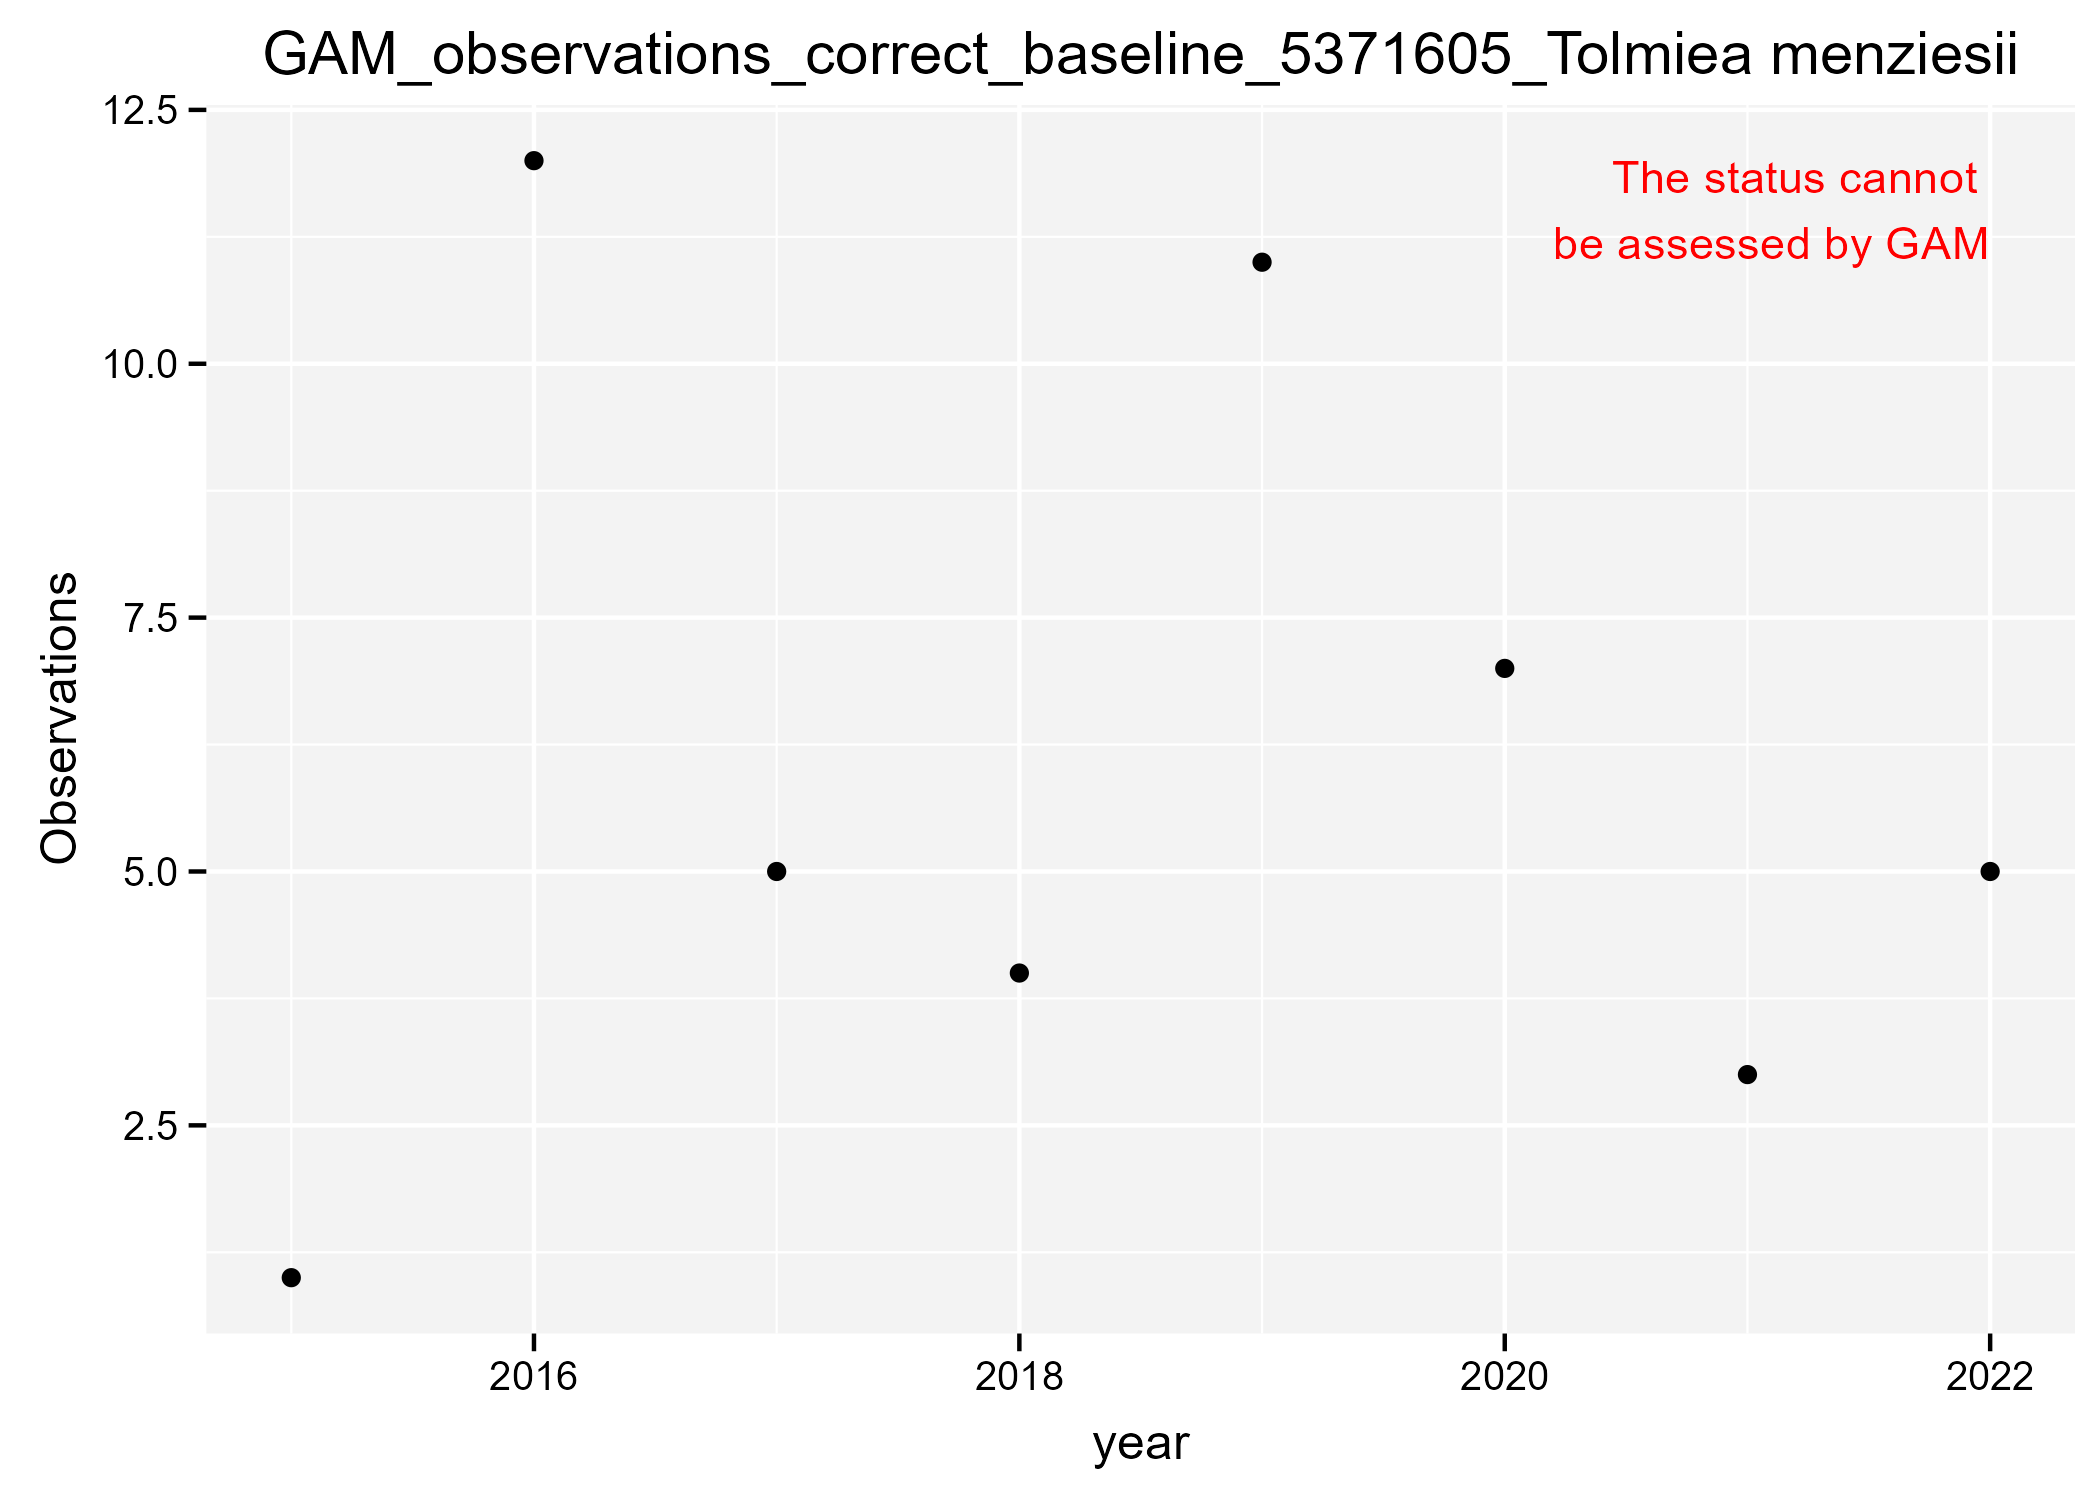 GAM_observations_correct_baseline_5371605_Tolmiea menziesii
12.5
The status cannot
be assessed by GAM
10.0
7.5
Observations
5.0
2.5
2016 2018 2020 2022
year